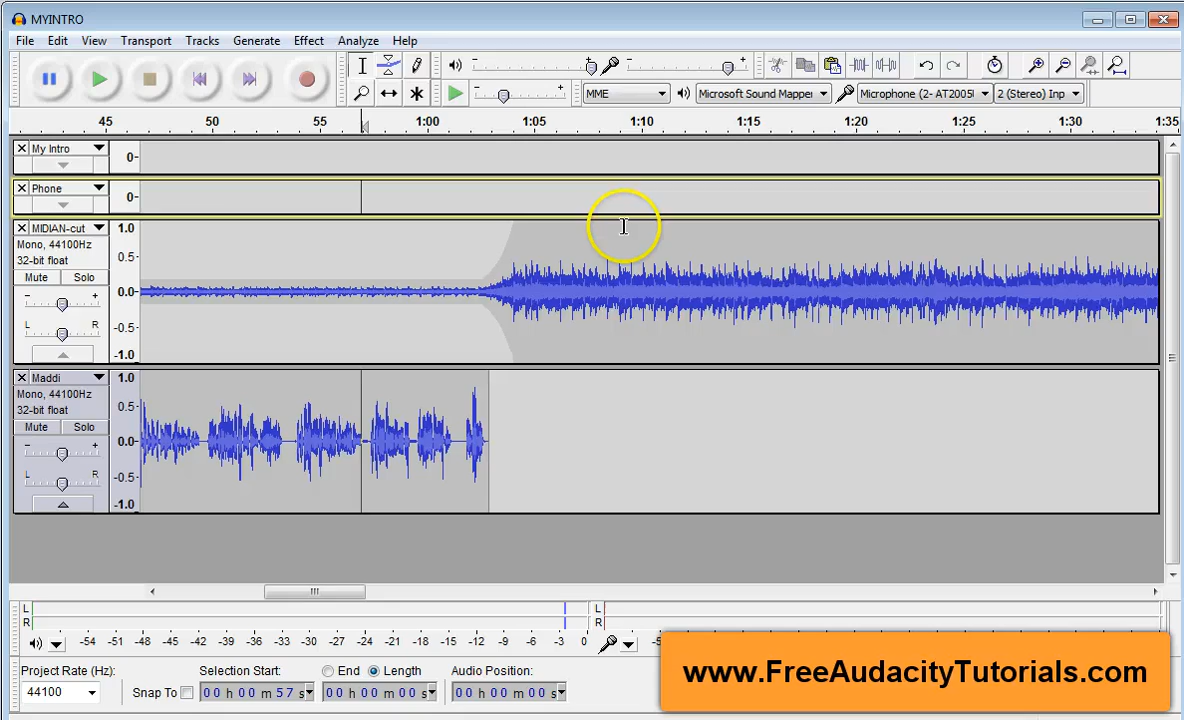 MYINTRO
File Edit View Transport Tracks Generate Effect Analyze Help
MME Microsoft Sound Mapper Microphone (2- AT2005 2 (Stereo) Inp
45 50 55 1:00 1:05 1:10 1:15 1:20 1:25 1:30 1:35
My Intro 0-
Phone 0-
MIDIAN-cut 1.0
Mono, 44100Hz
32-bit float 0.5-
Mute Solo
- + 0.0-
L R -0.5-
-1.0
Maddi 1.0
Mono, 44100Hz 0.5-
32-bit float
Mute Solo 0.0-
- +
L R -0.5-
-1.0
L L
R R
-54 -51 -48 -45 -42 -39 -36 -33 -30 -27 -24 -21 -18 -15 -12 -9 -6 -3 0
Project Rate (Hz): Selection Start: End Length Audio Position:
44100 Snap To 00 h 00 m 57 s 00 h 00 m 00 s 00 h 00 m 00 s
www.FreeAudacityTutorials.com